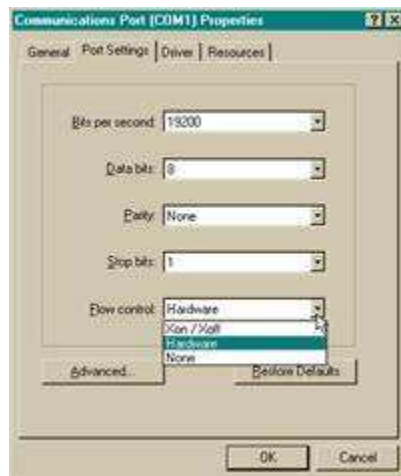 Communications Port (COM1) Properties
General Port Settings Driver Resources
Bits per second: 19200
Data bits: 8
Parity: None
Stop bits: 1
Flow control: Hardware
Xon / Xoff
Hardware
None
Advanced... Restore Defaults
OK Cancel